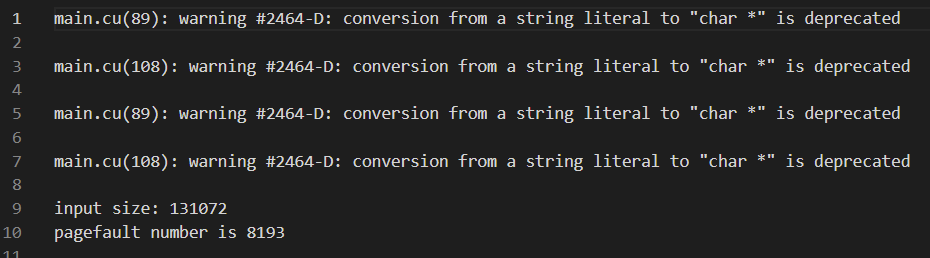 1 main.cu(89): warning #2464-D: conversion from a string literal to "char *" is deprecated
2
3 main.cu(108): warning #2464-D: conversion from a string literal to "char *" is deprecated
4
5 main.cu(89): warning #2464-D: conversion from a string literal to "char *" is deprecated
6
7 main.cu(108): warning #2464-D: conversion from a string literal to "char *" is deprecated
8
9 input size: 131072
10 pagefault number is 8193
11